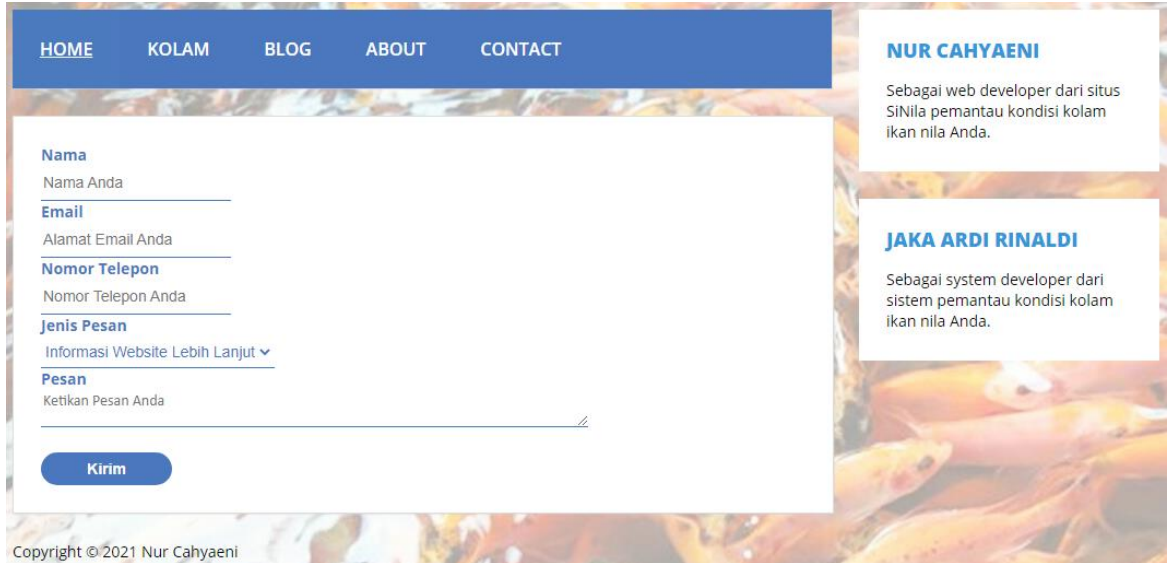 HOME KOLAM BLOG ABOUT CONTACT
Nama
Nama Anda
Email
Alamat Email Anda
Nomor Telepon
Nomor Telepon Anda
Jenis Pesan
Informasi Website Lebih Lanjut
Pesan
Ketikan Pesan Anda
Kirim
NUR CAHYAENI
Sebagai web developer dari situs
SiNila pemantau kondisi kolam
ikan nila Anda.
JAKA ARDI RINALDI
Sebagai system developer dari
sistem pemantau kondisi kolam
ikan nila Anda.
Copyright © 2021 Nur Cahyaeni